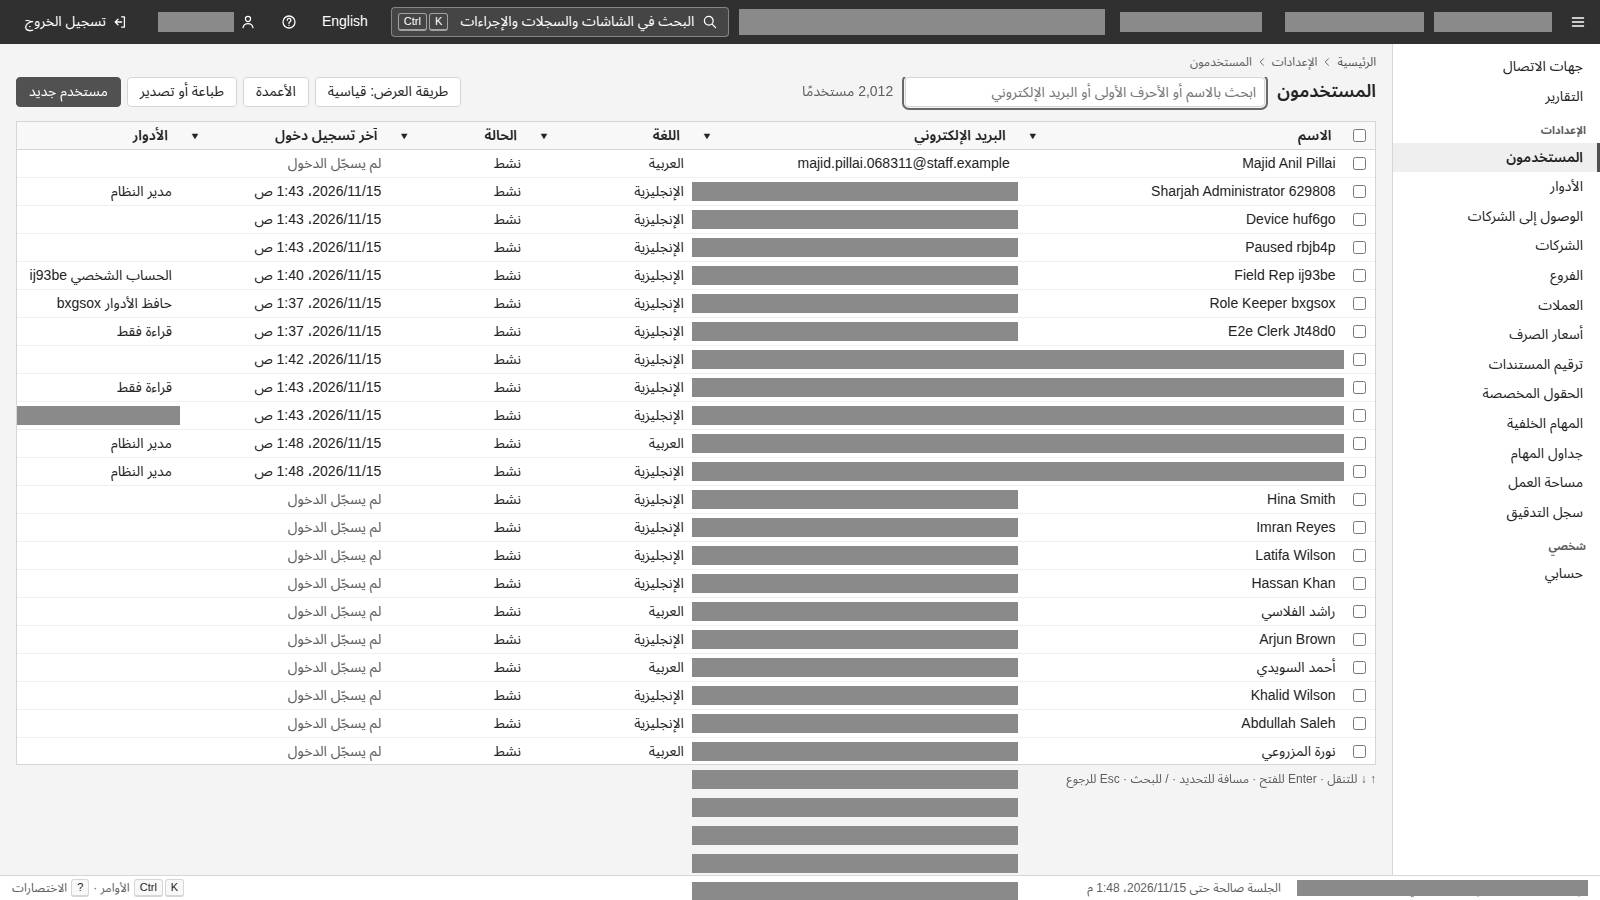 البحث في الشاشات والسجلات والإجراءات Ctrl K
English
تسجيل الخروج
الرئيسية
الإعدادات
المستخدمون
المستخدمون
ابحث بالاسم أو الأحرف الأولى أو البريد الإلكتروني
2,012 مستخدمًا
طريقة العرض: قياسية
الأعمدة
طباعة أو تصدير
مستخدم جديد
جهات الاتصال
التقارير
الإعدادات
المستخدمون
الأدوار
الوصول إلى الشركات
الشركات
الفروع
العملات
أسعار الصرف
ترقيم المستندات
الحقول المخصصة
المهام الخلفية
جداول المهام
مساحة العمل
سجل التدقيق
شخصي
حسابي
الاسم ▼ البريد الإلكتروني ▼ اللغة ▼ الحالة ▼ آخر تسجيل دخول ▼ الأدوار
Majid Anil Pillai majid.pillai.068311@staff.example العربية نشط لم يسجّل الدخول
Sharjah Administrator 629808 الإنجليزية نشط 2026/11/15، 1:43 ص مدير النظام
Device huf6go الإنجليزية نشط 2026/11/15، 1:43 ص
Paused rbjb4p الإنجليزية نشط 2026/11/15، 1:43 ص
Field Rep ij93be الإنجليزية نشط 2026/11/15، 1:40 ص الحساب الشخصي ij93be
Role Keeper bxgsox الإنجليزية نشط 2026/11/15، 1:37 ص حافظ الأدوار bxgsox
E2e Clerk Jt48d0 الإنجليزية نشط 2026/11/15، 1:37 ص قراءة فقط
الإنجليزية نشط 2026/11/15، 1:42 ص
الإنجليزية نشط 2026/11/15، 1:43 ص قراءة فقط
الإنجليزية نشط 2026/11/15، 1:43 ص
العربية نشط 2026/11/15، 1:48 ص مدير النظام
الإنجليزية نشط 2026/11/15، 1:48 ص مدير النظام
Hina Smith الإنجليزية نشط لم يسجّل الدخول
Imran Reyes الإنجليزية نشط لم يسجّل الدخول
Latifa Wilson الإنجليزية نشط لم يسجّل الدخول
Hassan Khan الإنجليزية نشط لم يسجّل الدخول
راشد الفلاسي العربية نشط لم يسجّل الدخول
Arjun Brown الإنجليزية نشط لم يسجّل الدخول
أحمد السويدي العربية نشط لم يسجّل الدخول
Khalid Wilson الإنجليزية نشط لم يسجّل الدخول
Abdullah Saleh الإنجليزية نشط لم يسجّل الدخول
نورة المزروعي العربية نشط لم يسجّل الدخول
↑ ↓ للتنقل · Enter للفتح · مسافة للتحديد · / للبحث · Esc للرجوع
الجلسة صالحة حتى 2026/11/15، 1:48 م
Ctrl K الأوامر · ? الاختصارات